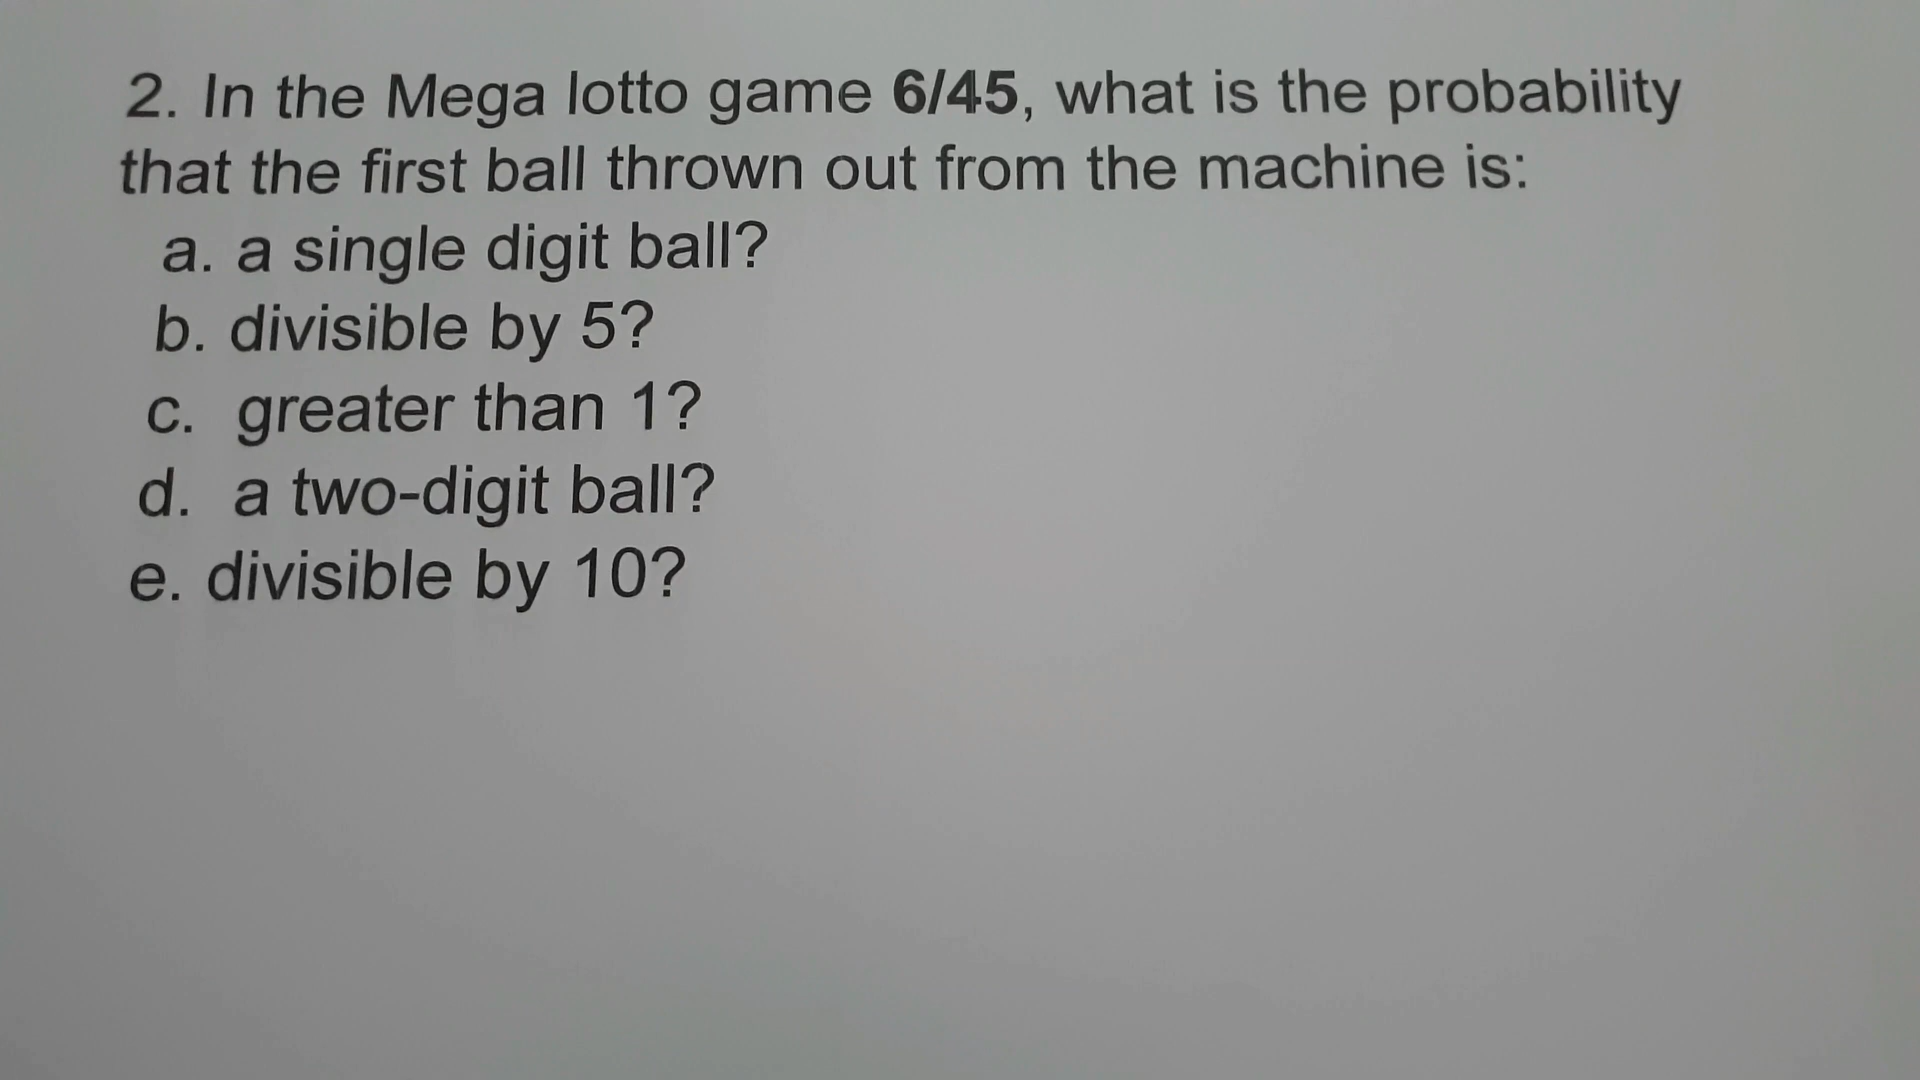 2. In the Mega lotto game 6/45, what is the probability
that the first ball thrown out from the machine is:
a. a single digit ball?
b. divisible by 5?
c. greater than 1?
d. a two-digit ball?
e. divisible by 10?